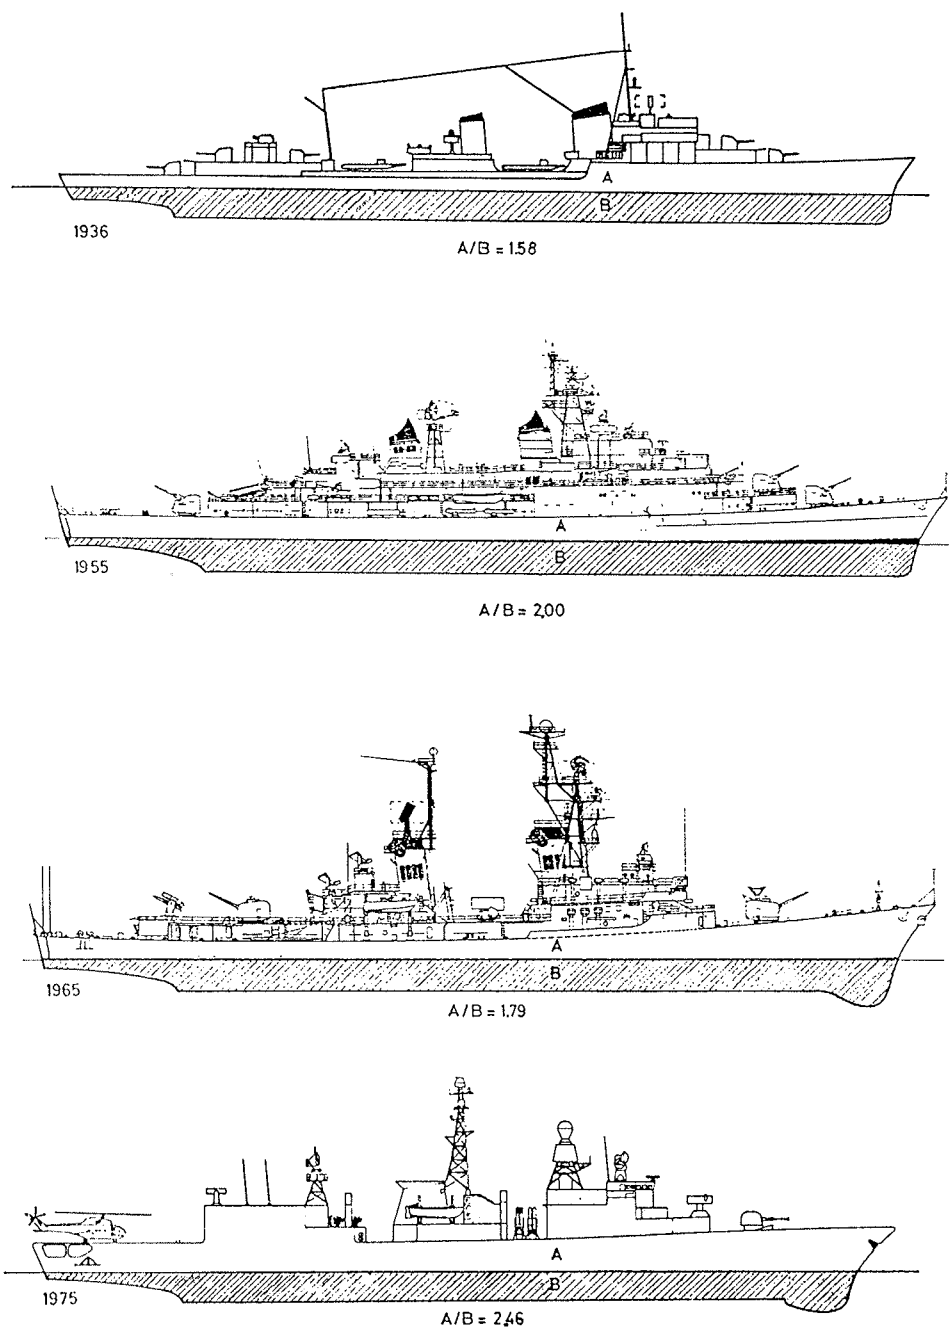 A
B
1936
A/B = 1.58
A
B
1955
A/B = 2,00
A
B
1965
A/B = 1.79
A
B
1975
A/B = 2,46